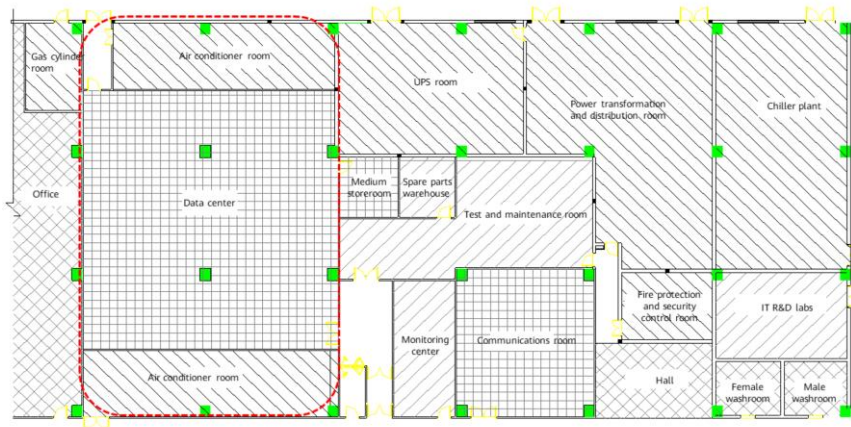 Gas cylinder
room
Air conditioner room
UPS room
Power transformation
and distribution room
Chiller plant
Office
Data center
Medium
storeroom
Spare parts
warehouse
Test and maintenance room
Fire protection
and security
control room
IT R&D labs
Monitoring
center
Communications room
Air conditioner room
Hall
Female
washroom
Male
washroom